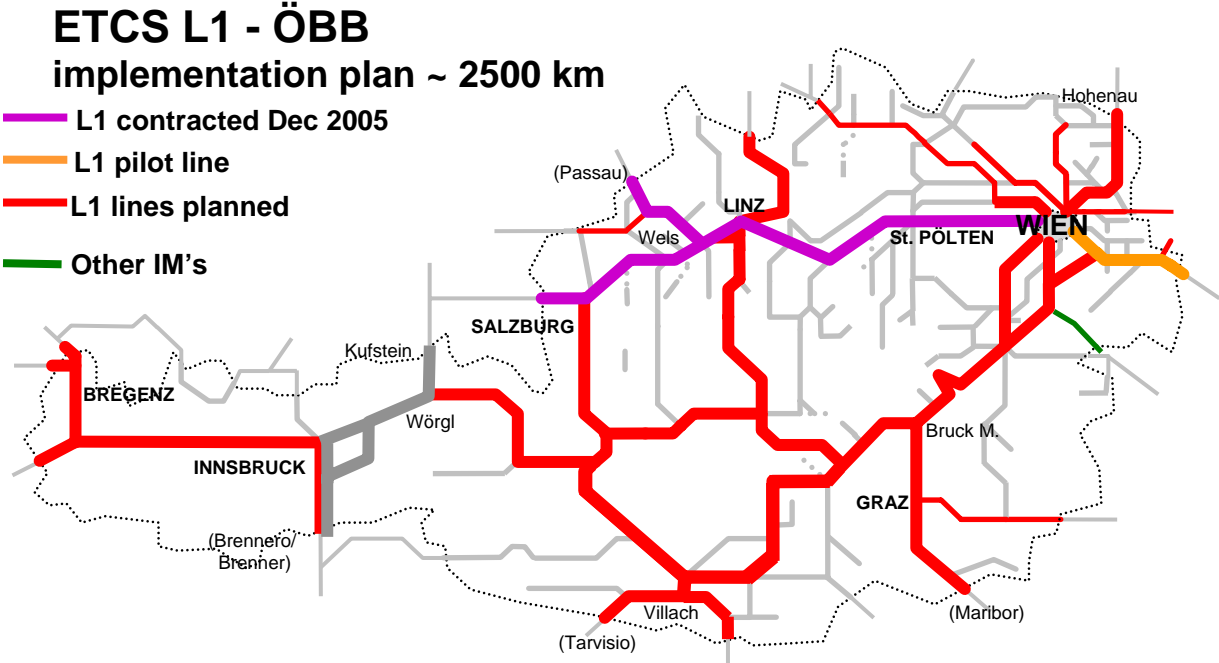 ETCS L1 - ÖBB
implementation plan ~ 2500 km
L1 contracted Dec 2005
L1 pilot line
L1 lines planned
Other IM’s
Hohenau
(Passau)
LINZ
WIEN
Wels
St. PÖLTEN
SALZBURG
Kufstein
BREGENZ
Wörgl
Bruck M.
INNSBRUCK
GRAZ
(Brennero/
Brenner)
Villach
(Maribor)
(Tarvisio)